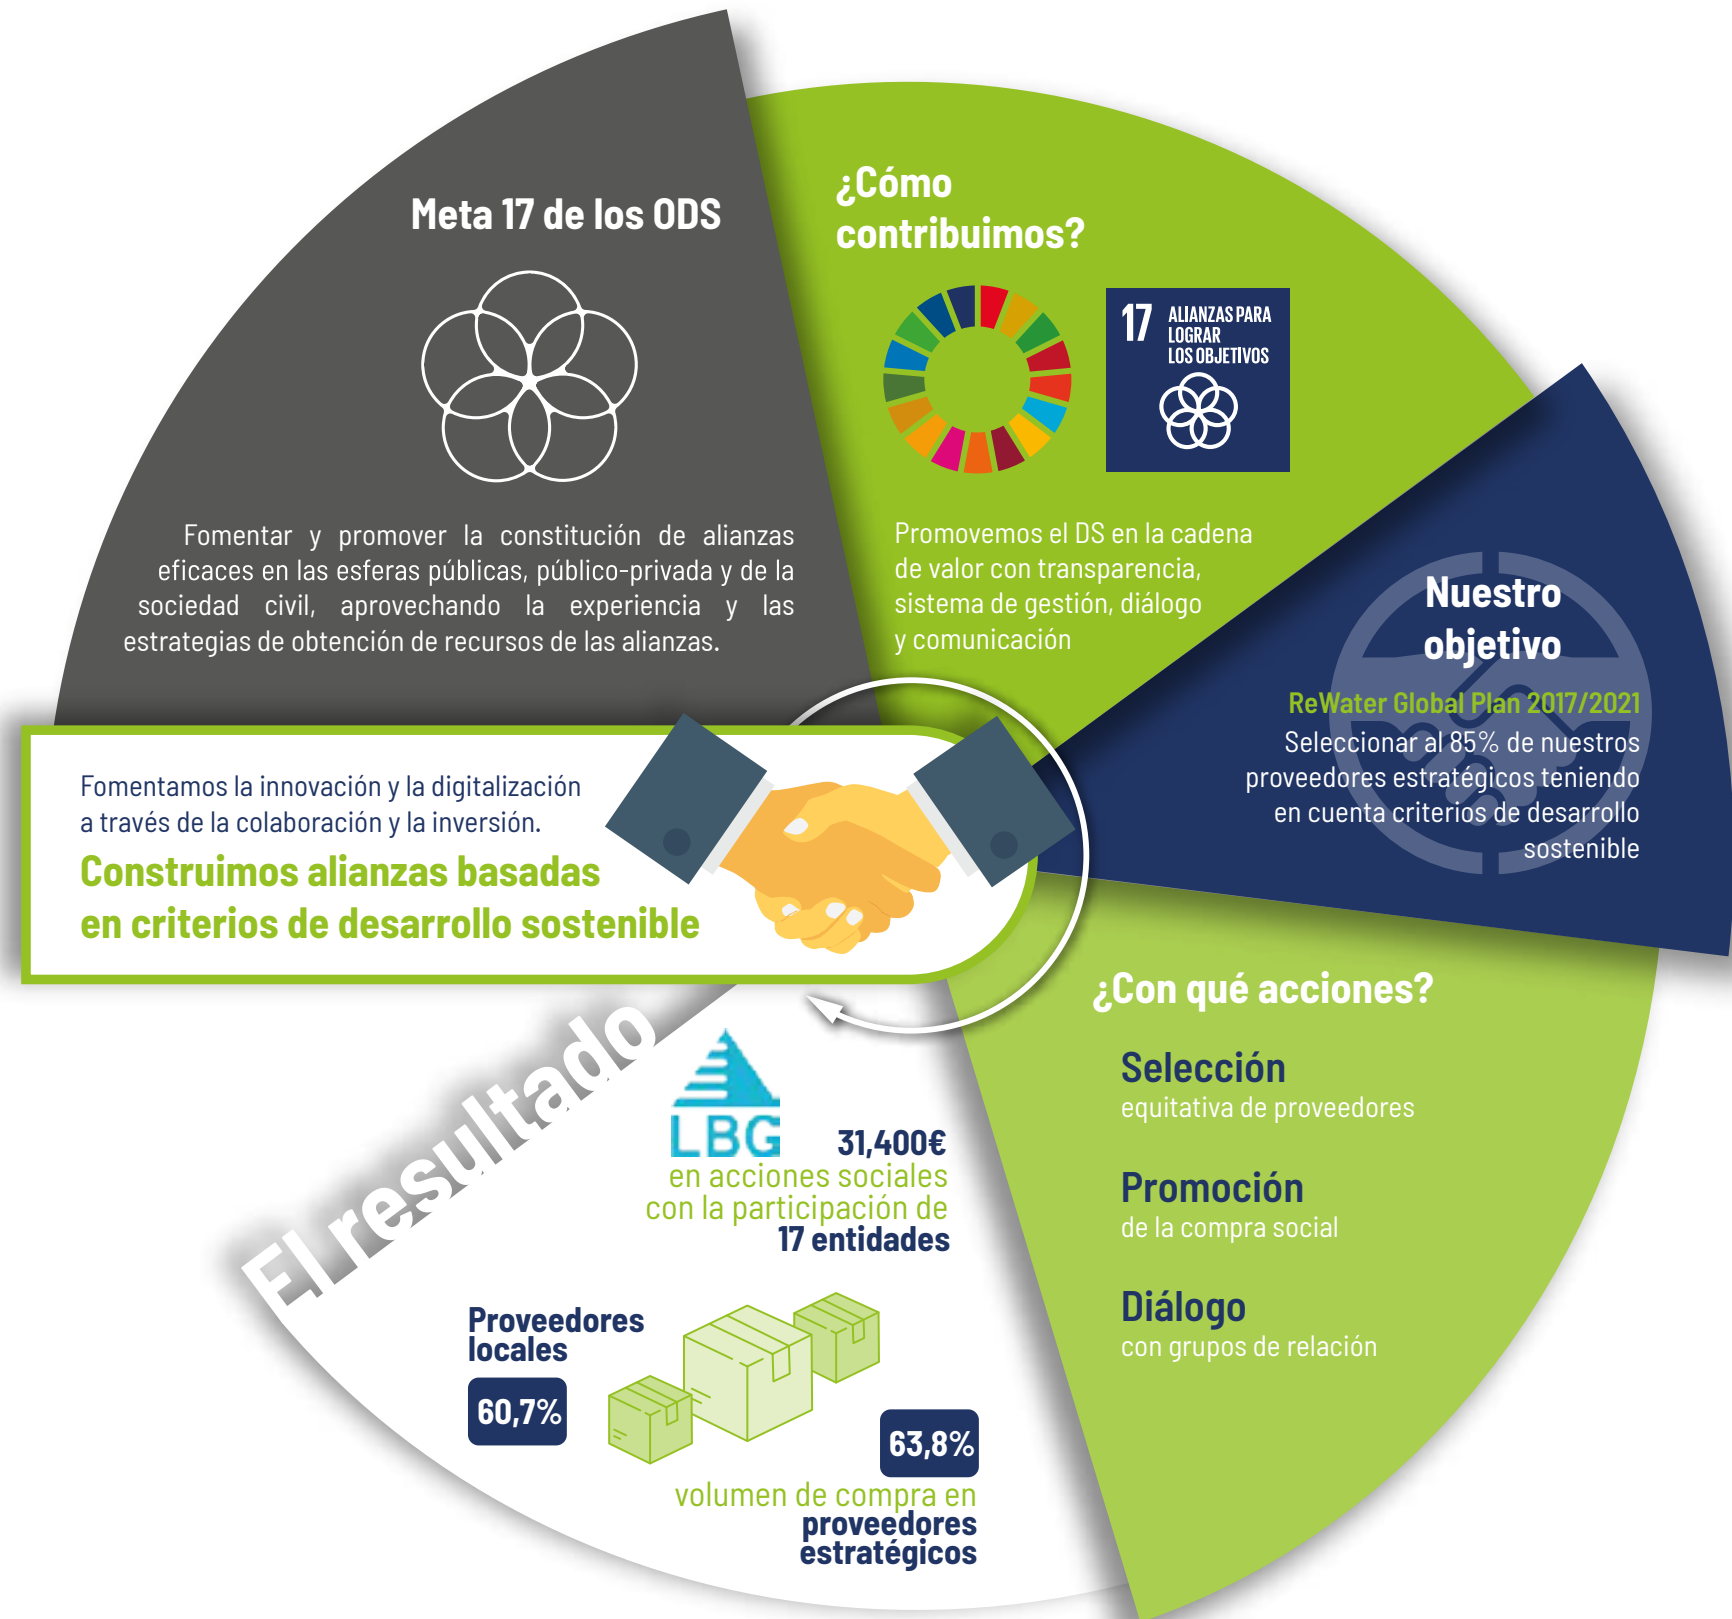 Meta 17 de los ODS
Fomentar y promover la constitución de alianzas
eficaces en las esferas públicas, público-privada y de la
sociedad civil, aprovechando la experiencia y las
estrategias de obtención de recursos de las alianzas.
¿Cómo
contribuimos?
17 ALIANZAS PARA
LOGRAR
LOS OBJETIVOS
Promovemos el DS en la cadena
de valor con transparencia,
sistema de gestión, diálogo
y comunicación
Nuestro
objetivo
ReWater Global Plan 2017/2021
Seleccionar al 85% de nuestros
proveedores estratégicos teniendo
en cuenta criterios de desarrollo
sostenible
Fomentamos la innovación y la digitalización
a través de la colaboración y la inversión.
Construimos alianzas basadas
en criterios de desarrollo sostenible
¿Con qué acciones?
Selección
equitativa de proveedores
Promoción
de la compra social
Diálogo
con grupos de relación
El resultado
LBG
31,400€
en acciones sociales
con la participación de
17 entidades
Proveedores
locales
60,7%
63,8%
volumen de compra en
proveedores
estratégicos